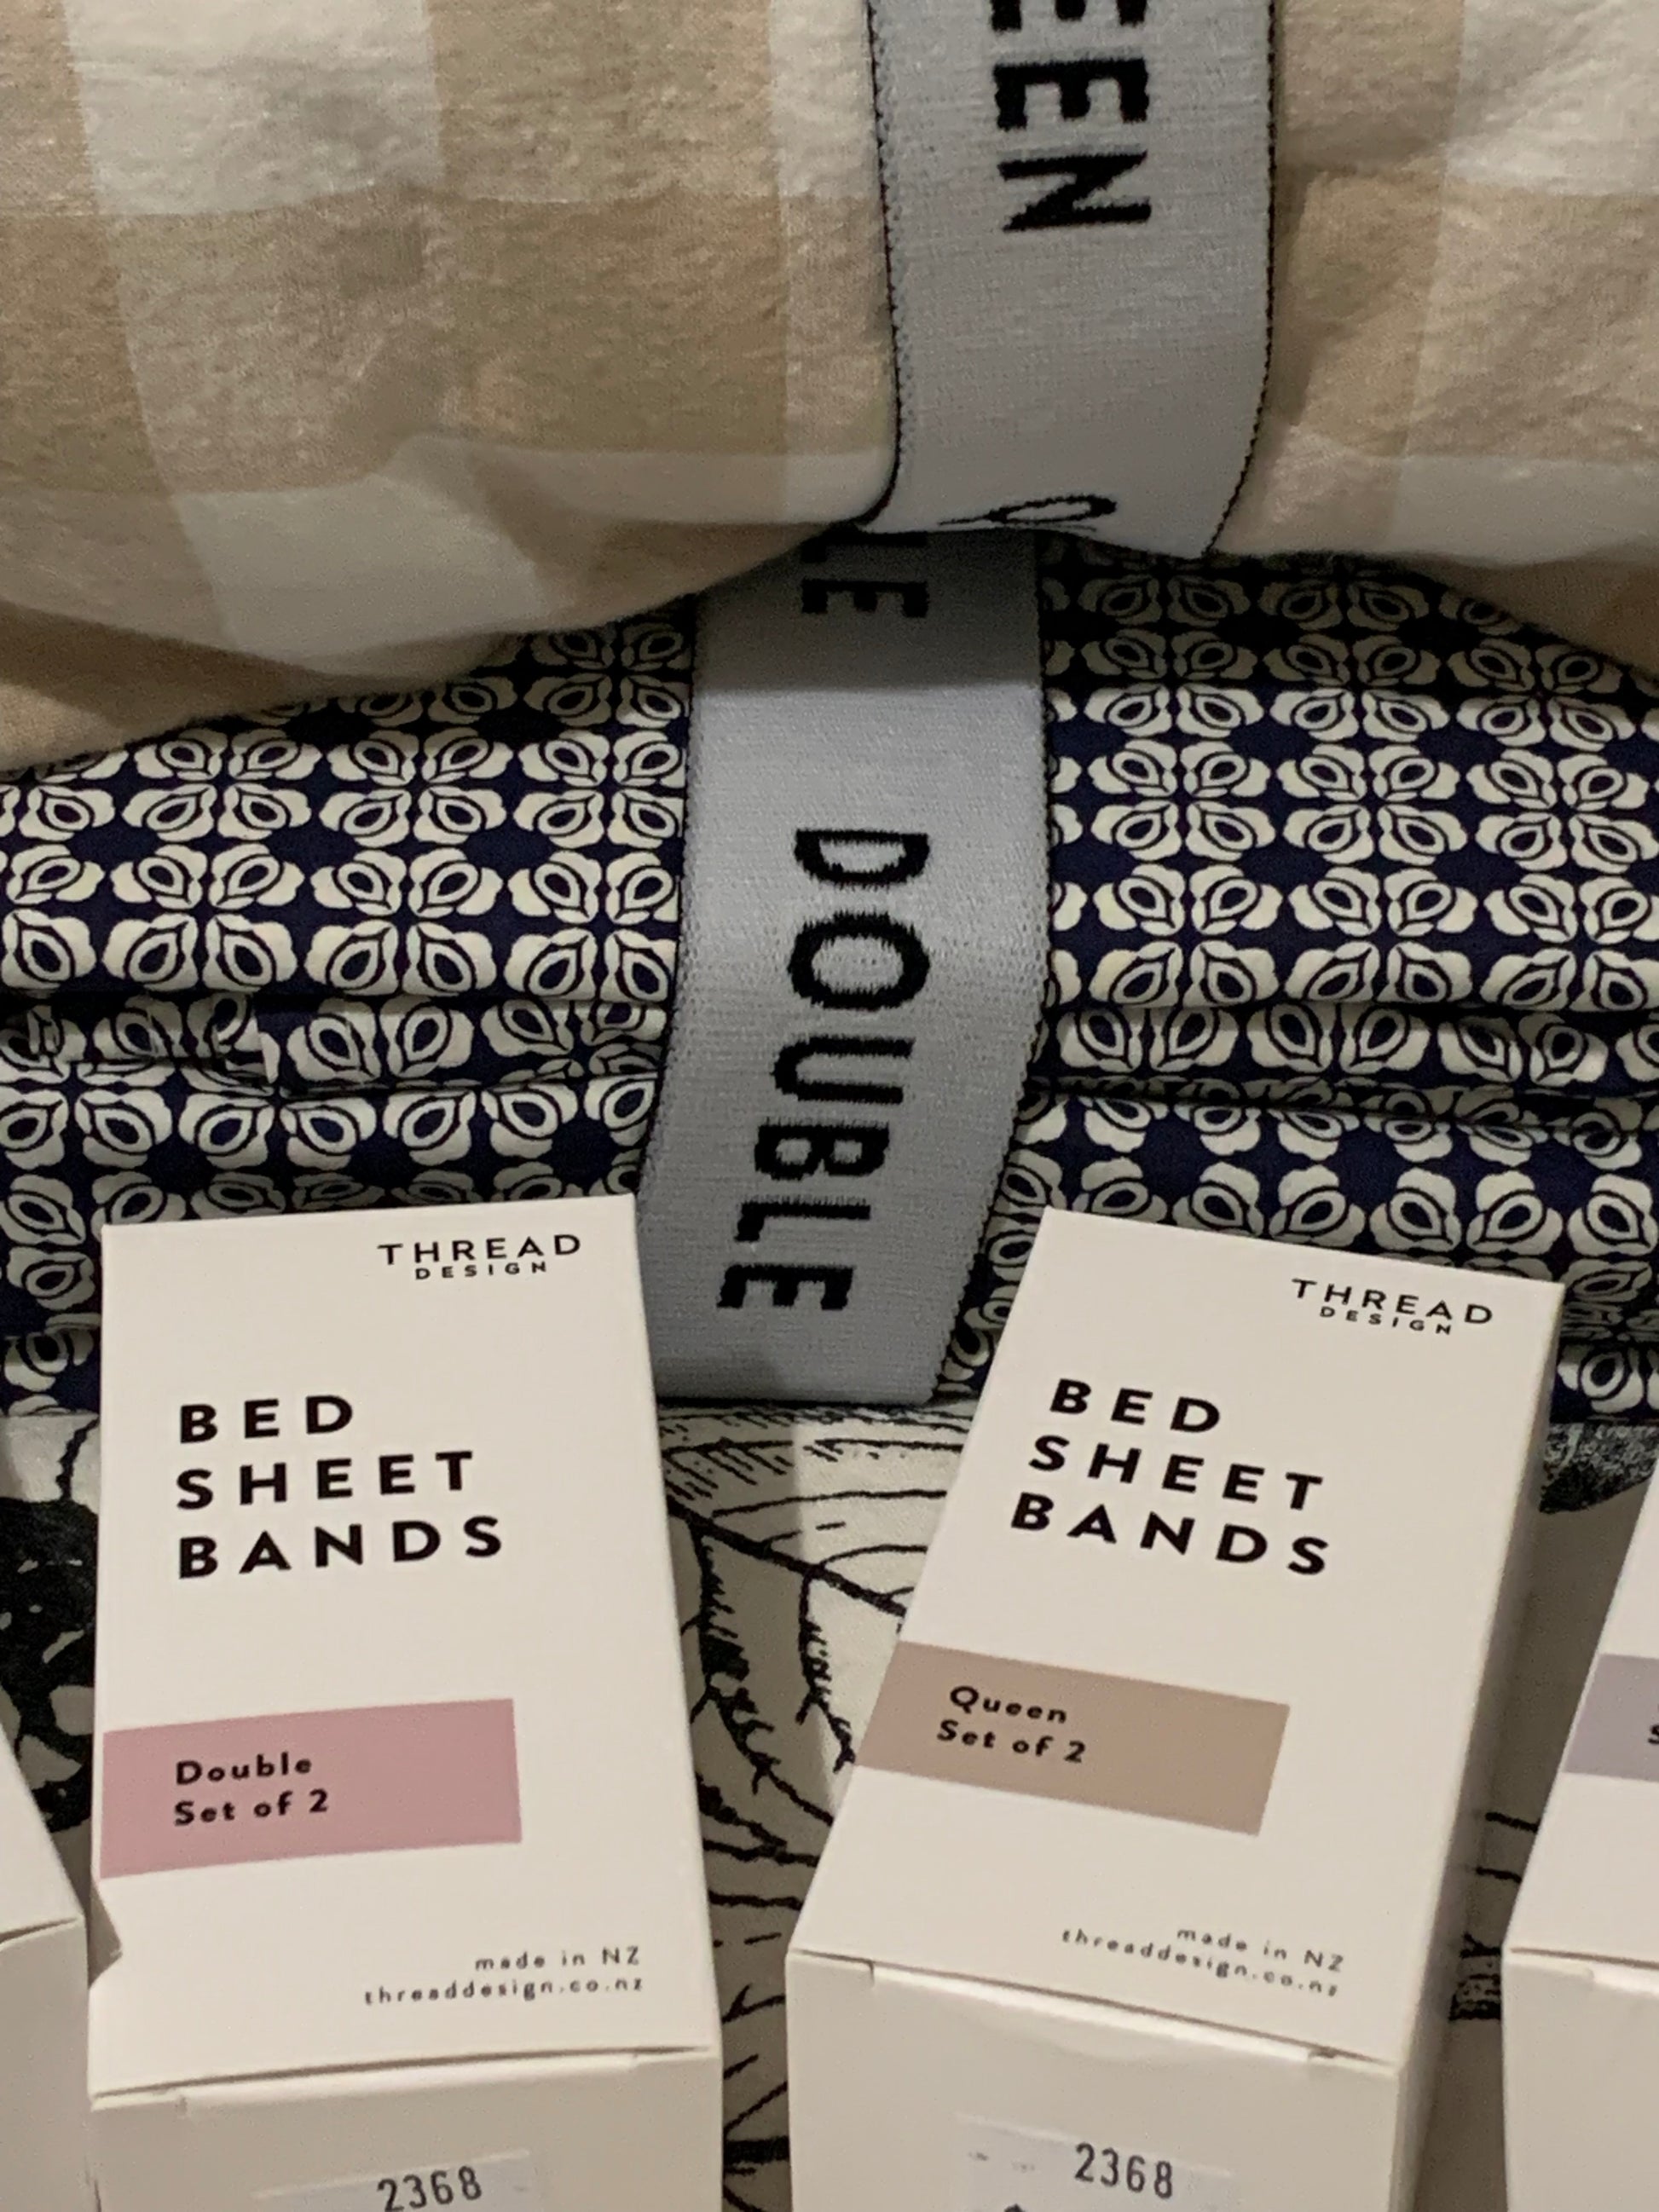 EEN
LE
DOUBLE
THREAD
DESIGN
BED
SHEET
BANDS
Double
Set of 2
made in NZ
threaddesign.co.nz
2368
THREAD
DESIGN
BED
SHEET
BANDS
Queen
Set of 2
made in NZ
threaddesign.co.nz
2368